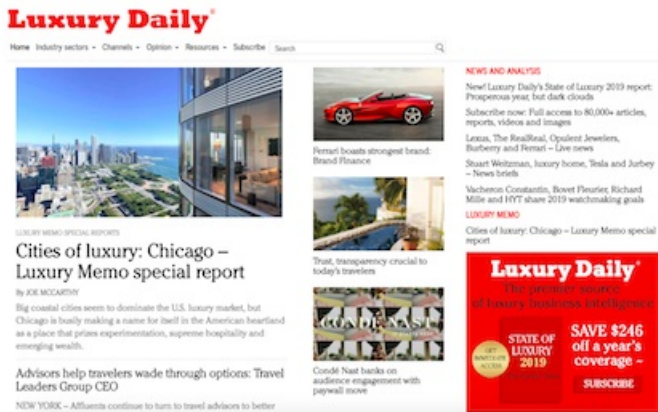 Luxury Daily®
Home Industry sectors Channels Opinion Resources Subscribe Search
LUXURY MEMO SPECIAL REPORTS
Cities of luxury: Chicago –
Luxury Memo special report
By JOE MCCARTHY
Big coastal cities seem to dominate the U.S. luxury market, but
Chicago is busily making a name for itself in the American heartland
as a place that prizes experimentation, supreme hospitality and
emerging wealth.
Advisors help travelers wade through options: Travel
Leaders Group CEO
NEW YORK – Affluents continue to turn to travel advisors to better
Ferrari boasts strongest brand:
Brand Finance
Trust, transparency crucial to
today's travelers
CONDÉ NAST
Condé Nast banks on
audience engagement with
paywall move
NEWS AND ANALYSIS
New! Luxury Daily's State of Luxury 2019 report:
Prosperous year, but dark clouds
Subscribe now: Full access to 80,000+ articles,
reports, videos and images
Lexus, The RealReal, Opulent Jewelers,
Burberry and Ferrari – Live news
Stuart Weitzman, luxury home, Tesla and Jurbey
– News briefs
Vacheron Constantin, Bovet Fleurier, Richard
Mille and HYT share 2019 watchmaking goals
LUXURY MEMO
Cities of luxury: Chicago – Luxury Memo special
report
Luxury Daily®
The premier source
of luxury business intelligence
GET
ACCESS
STATE OF
LUXURY
2019
SAVE $246
off a year's
coverage ~
SUBSCRIBE